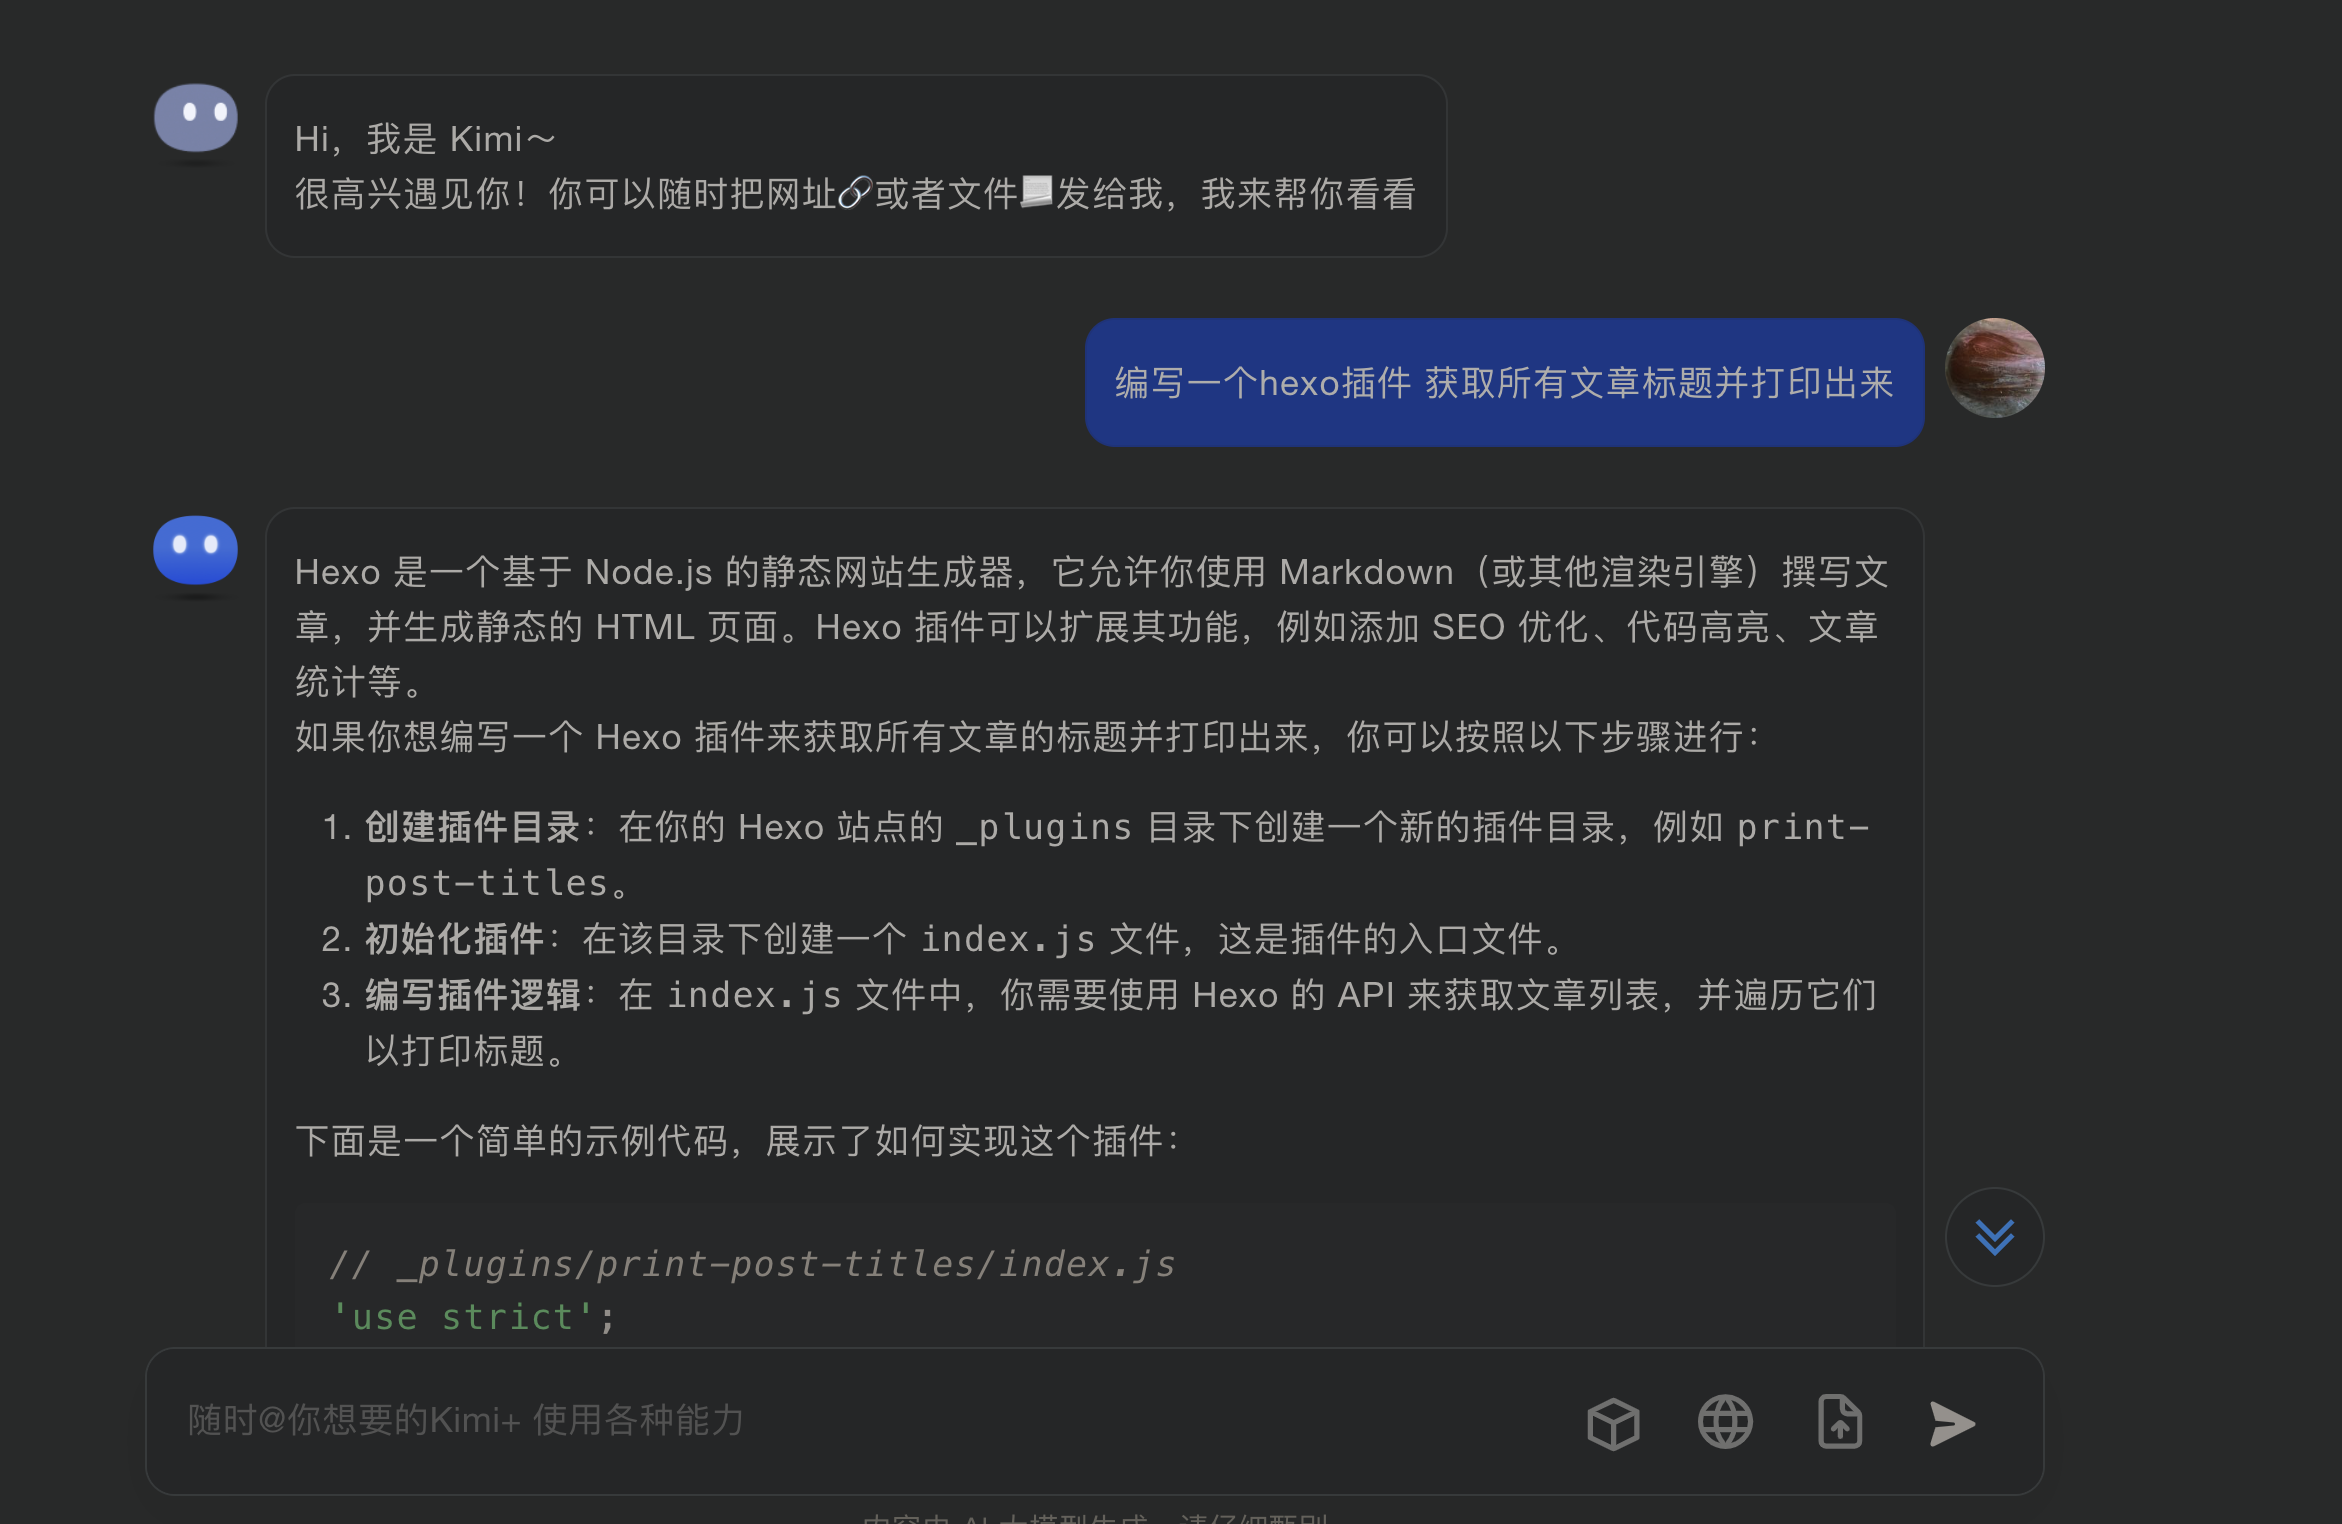 Hi，我是 Kimi～
很高兴遇见你！你可以随时把网址🔗或者文件📃发给我，我来帮你看看
编写一个hexo插件 获取所有文章标题并打印出来
Hexo 是一个基于 Node.js 的静态网站生成器，它允许你使用 Markdown（或其他渲染引擎）撰写文
章，并生成静态的 HTML 页面。Hexo 插件可以扩展其功能，例如添加 SEO 优化、代码高亮、文章
统计等。
如果你想编写一个 Hexo 插件来获取所有文章的标题并打印出来，你可以按照以下步骤进行：
1. 创建插件目录：在你的 Hexo 站点的 _plugins 目录下创建一个新的插件目录，例如 print-
post-titles。
2. 初始化插件：在该目录下创建一个 index.js 文件，这是插件的入口文件。
3. 编写插件逻辑：在 index.js 文件中，你需要使用 Hexo 的 API 来获取文章列表，并遍历它们
以打印标题。
下面是一个简单的示例代码，展示了如何实现这个插件：
// _plugins/print-post-titles/index.js
'use strict';
随时@你想要的Kimi+ 使用各种能力